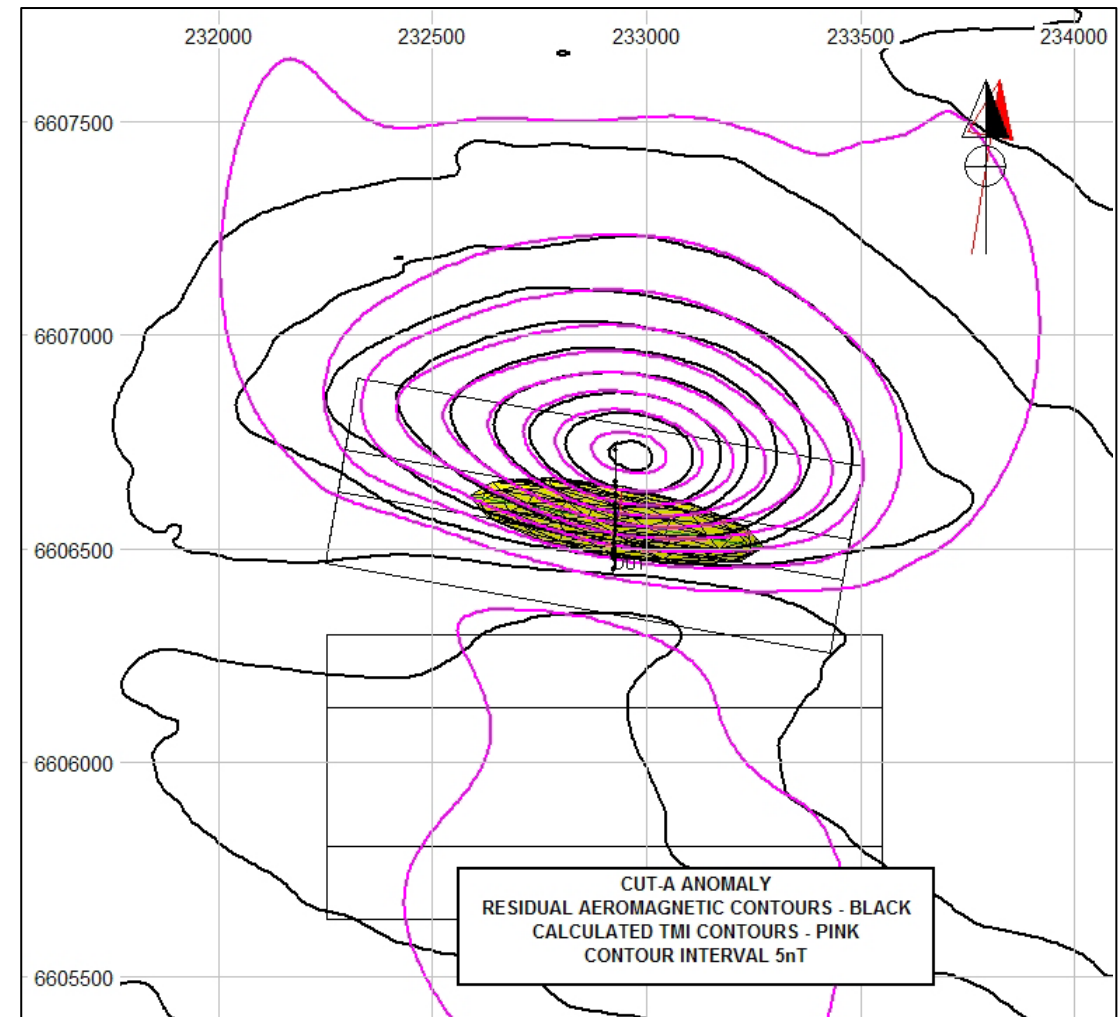 232000 232500 233000 233500 234000
6607500
6607000
6606500
6606000
CUT-A ANOMALY
RESIDUAL AEROMAGNETIC CONTOURS - BLACK
CALCULATED TMI CONTOURS - PINK
CONTOUR INTERVAL 5nT
6605500